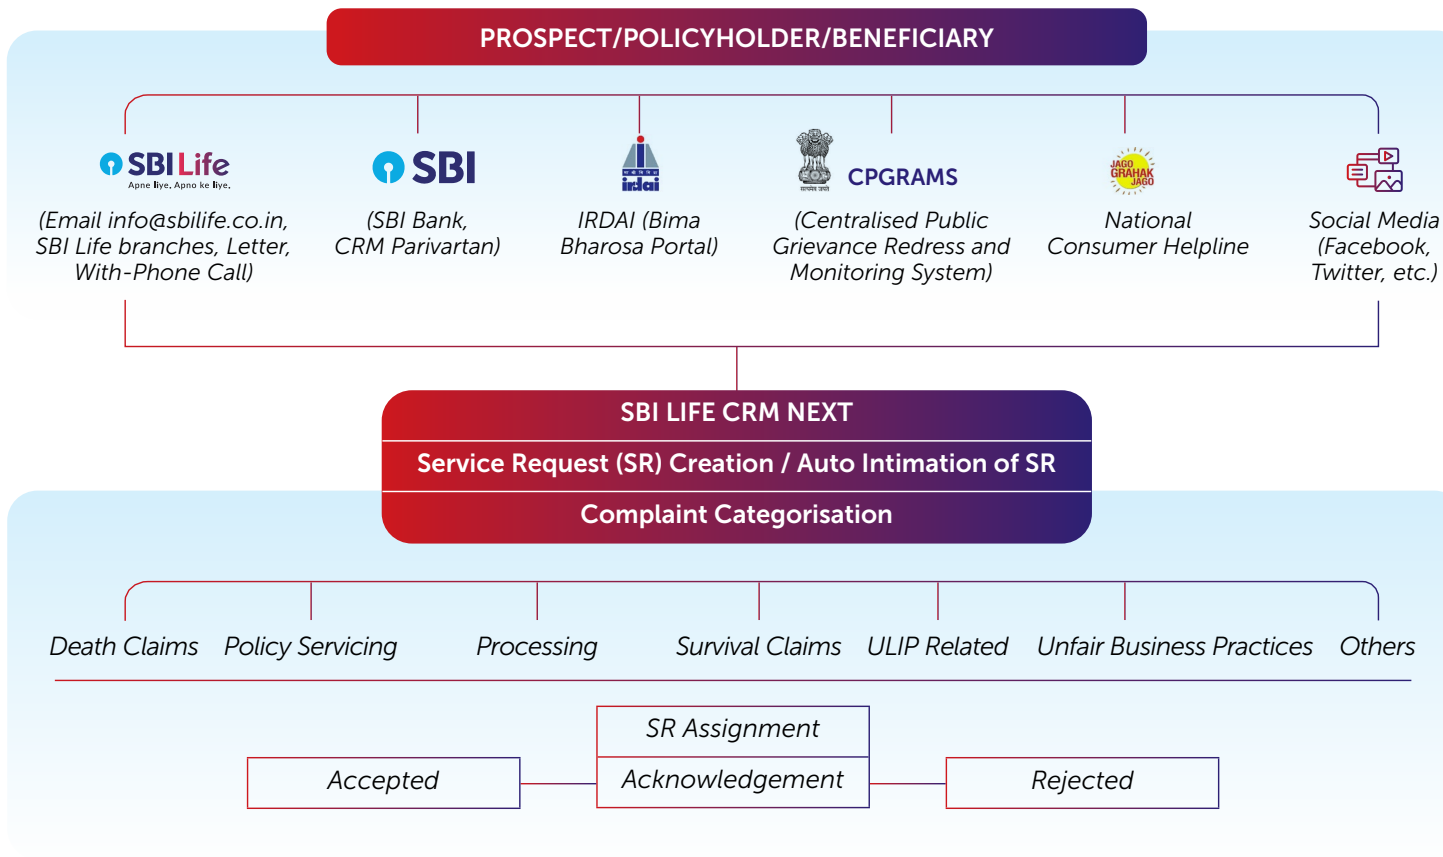 PROSPECT/POLICYHOLDER/BENEFICIARY
SBI Life
Apne liye. Apno ke liye.
(Email info@sbilife.co.in,
SBI Life branches, Letter,
With-Phone Call)
SBI
(SBI Bank,
CRM Parivartan)
irdai
IRDAI (Bima
Bharosa Portal)
सत्यमेव जयते
CPGRAMS
(Centralised Public
Grievance Redress and
Monitoring System)
JAGO
GRAHAK
JAGO
National
Consumer Helpline
Social Media
(Facebook,
Twitter, etc.)
SBI LIFE CRM NEXT
Service Request (SR) Creation / Auto Intimation of SR
Complaint Categorisation
Death Claims
Policy Servicing
Processing
Survival Claims
ULIP Related
Unfair Business Practices
Others
SR Assignment
Accepted
Acknowledgement
Rejected